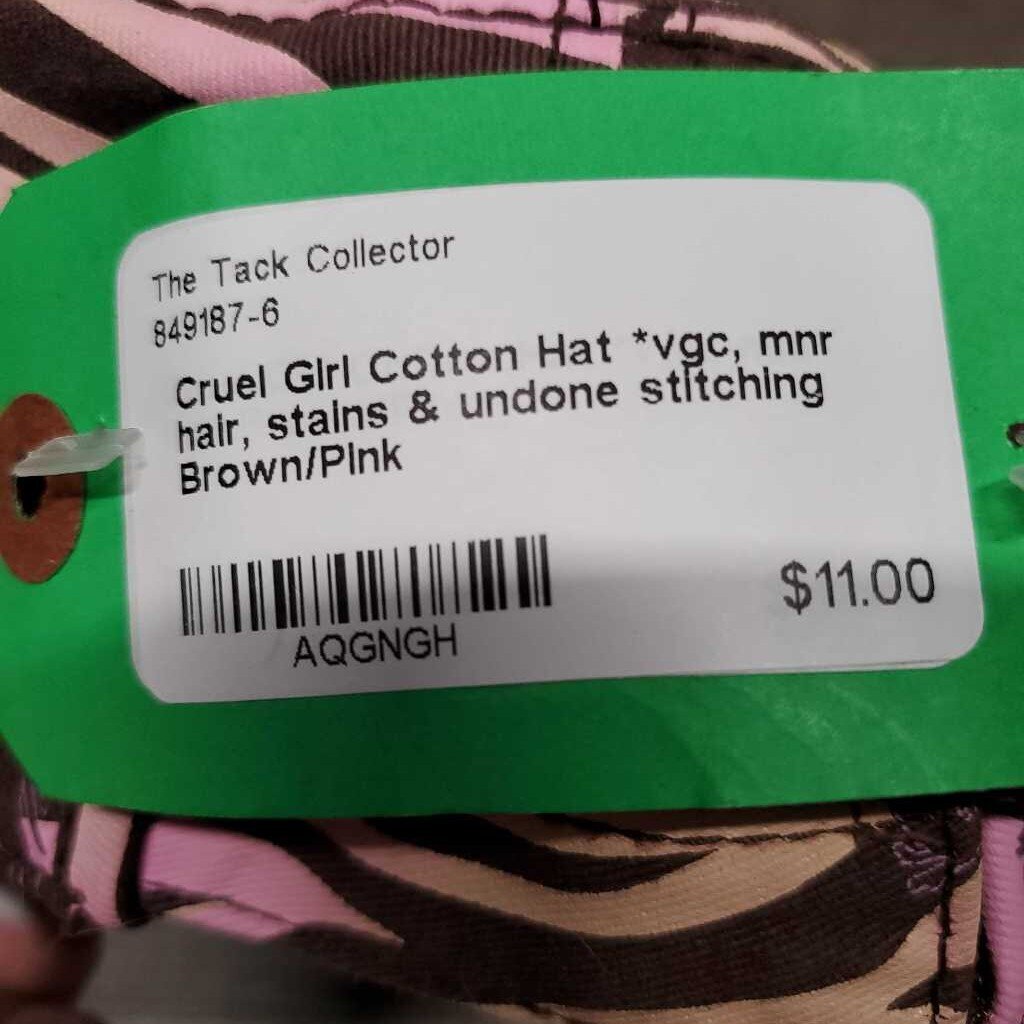 The Tack Collector
849187-6
Cruel Girl Cotton Hat *vgc, mnr
hair, stains & undone stitching
Brown/Pink
AQGNGH
$11.00